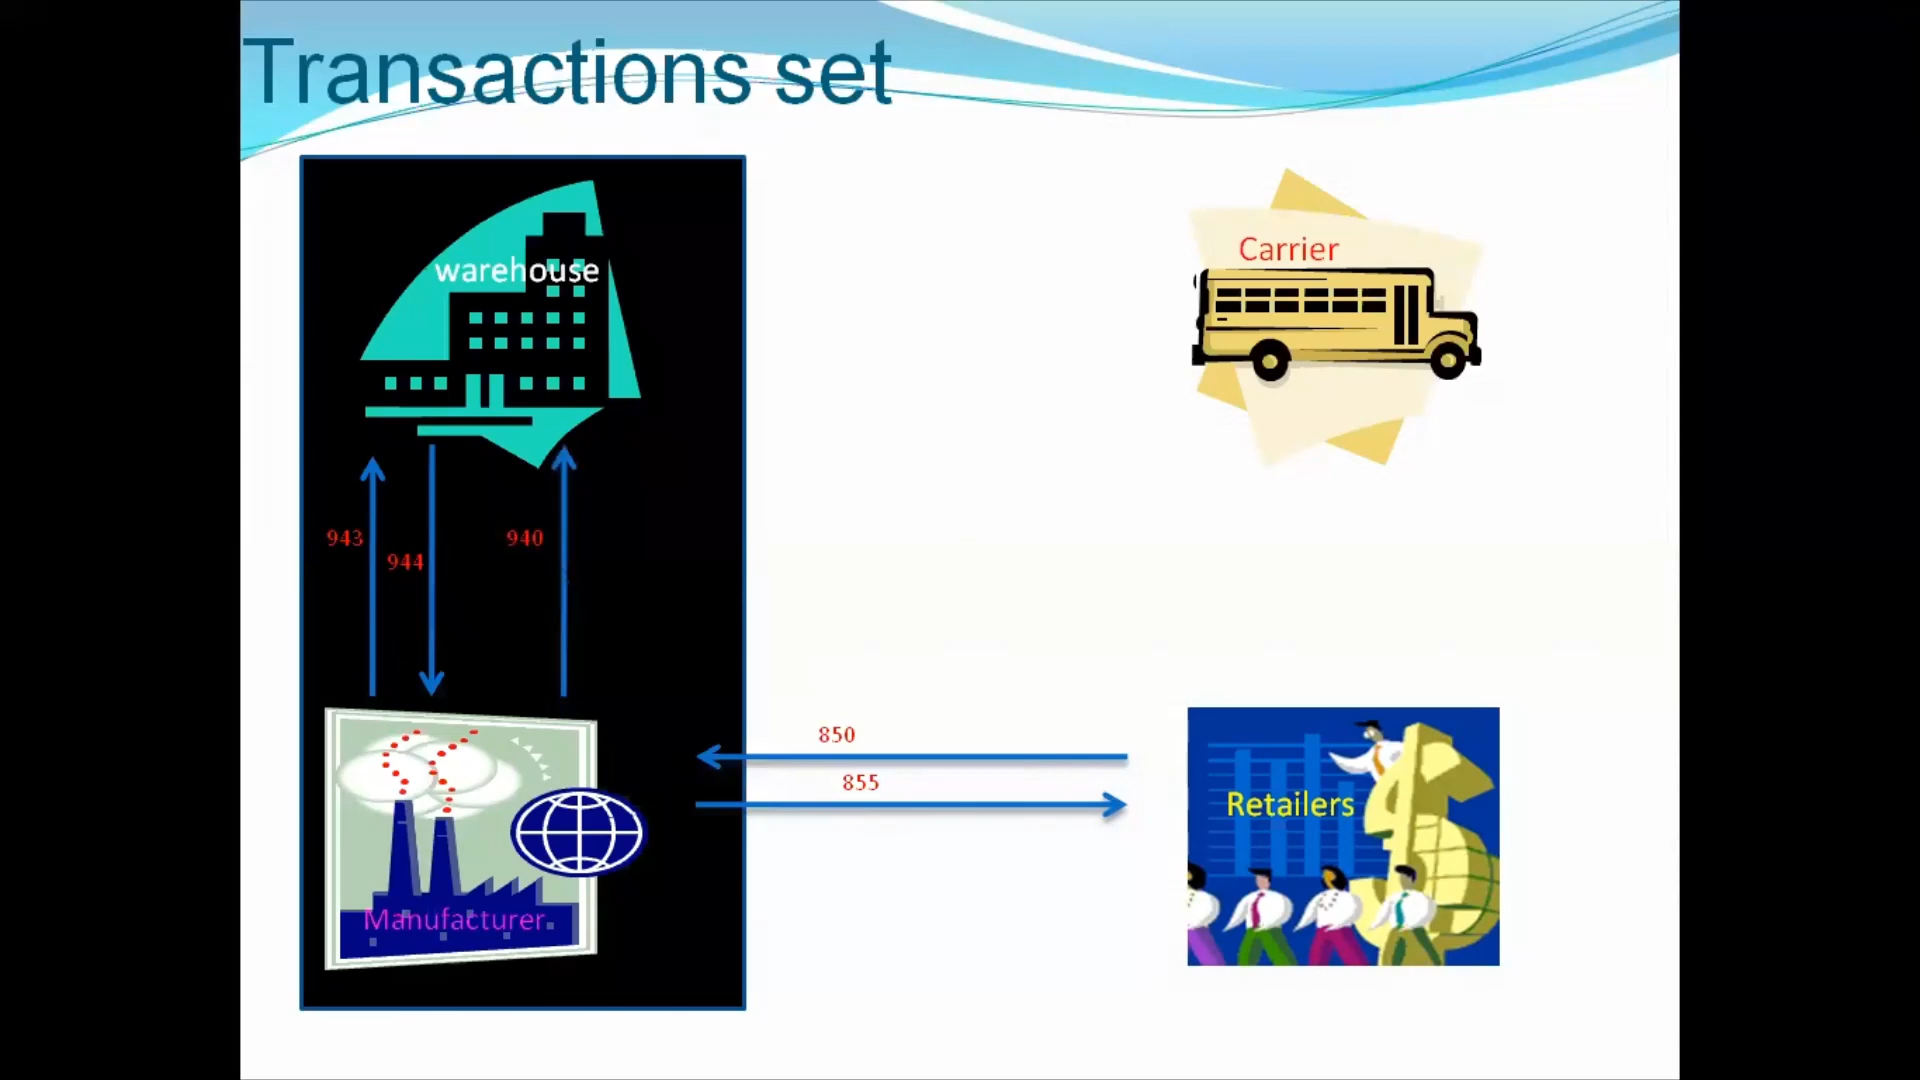 Transactions set
warehouse
Carrier
943
944
940
850
855
Retailers
Manufacturer